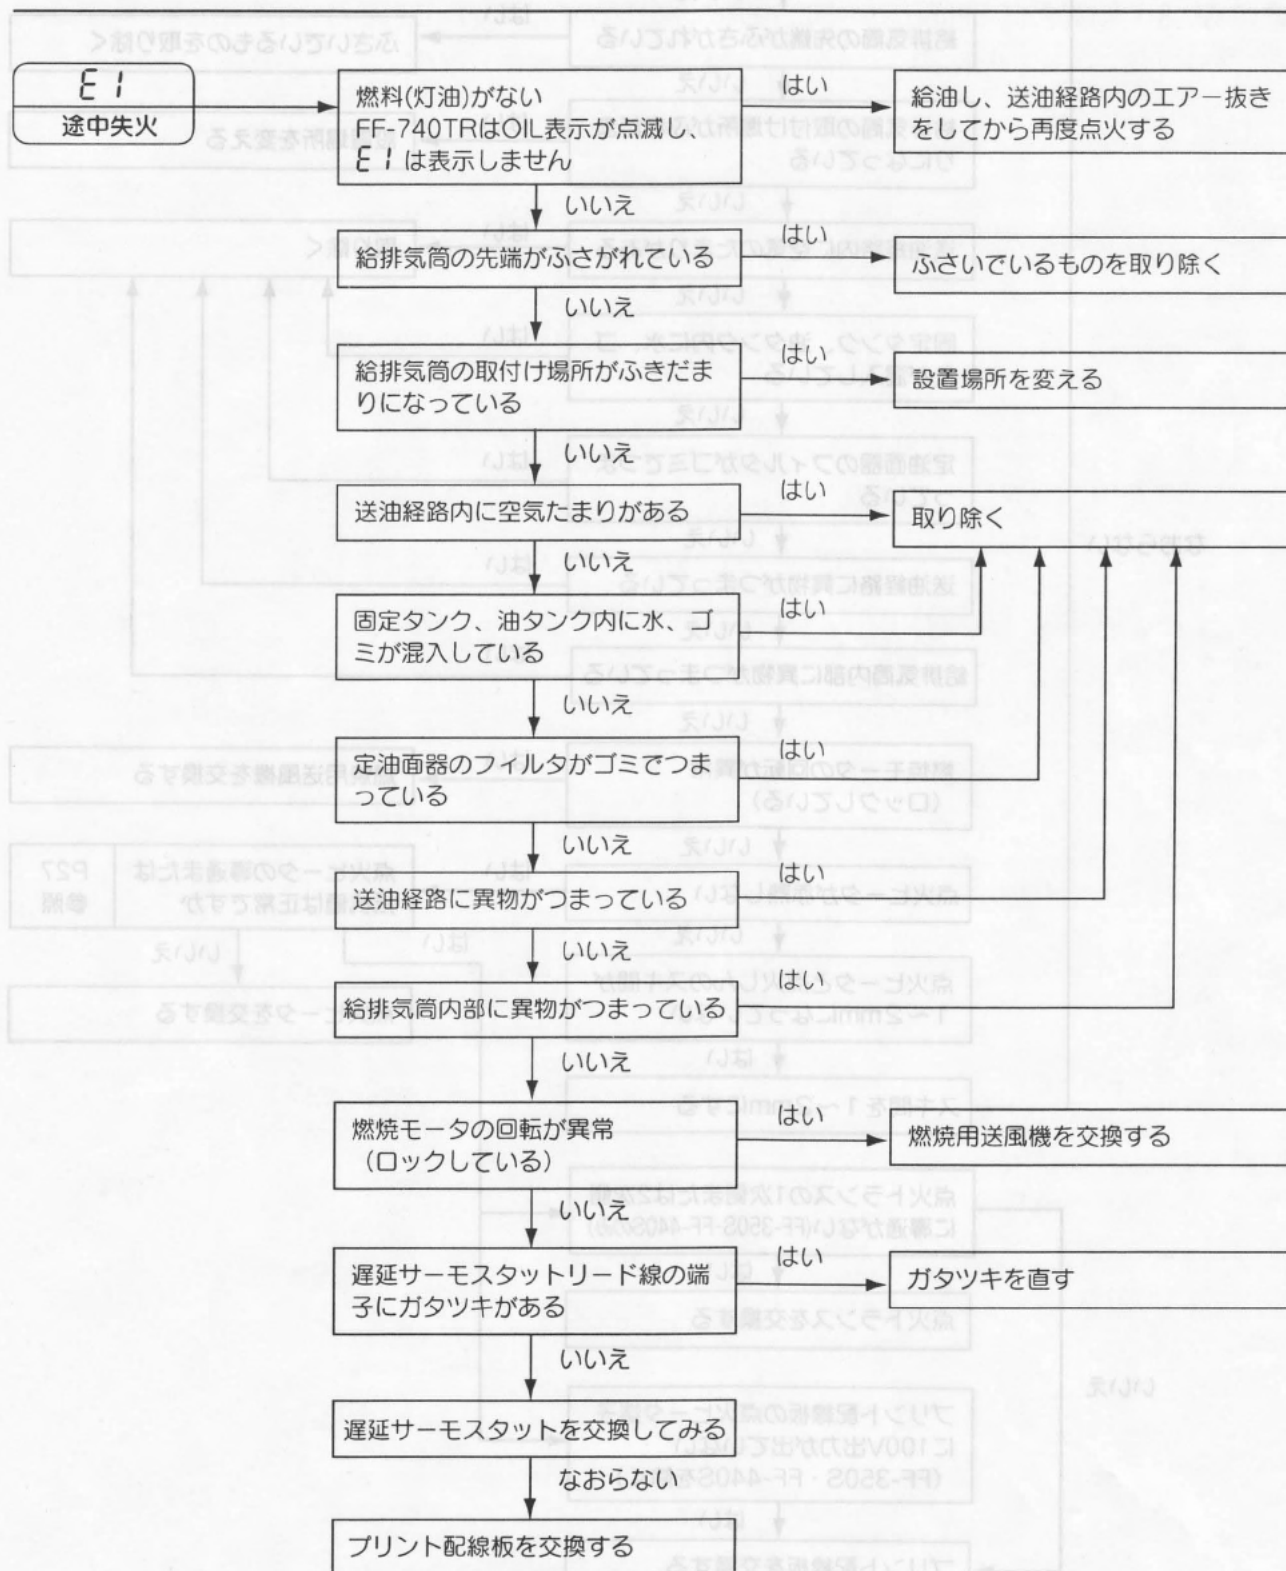 E1
途中失火
燃料(灯油)がない
FF-740TRはOIL表示が点滅し、
E1は表示しません
はい
給油し、送油経路内のエアー抜き
をしてから再度点火する
いいえ
給排気筒の先端がふさがれている
はい
ふさいでいるものを取り除く
いいえ
給排気筒の取付け場所がふきだま
りになっている
はい
設置場所を変える
いいえ
送油経路内に空気たまりがある
はい
取り除く
いいえ
固定タンク、油タンク内に水、ゴ
ミが混入している
はい
いいえ
定油面器のフィルタがゴミでつま
っている
はい
いいえ
送油経路に異物がつまっている
はい
いいえ
給排気筒内部に異物がつまっている
はい
いいえ
燃焼モータの回転が異常
（ロックしている）
はい
燃焼用送風機を交換する
いいえ
遅延サーモスタットリード線の端
子にガタツキがある
はい
ガタツキを直す
いいえ
遅延サーモスタットを交換してみる
なおらない
プリント配線板を交換する